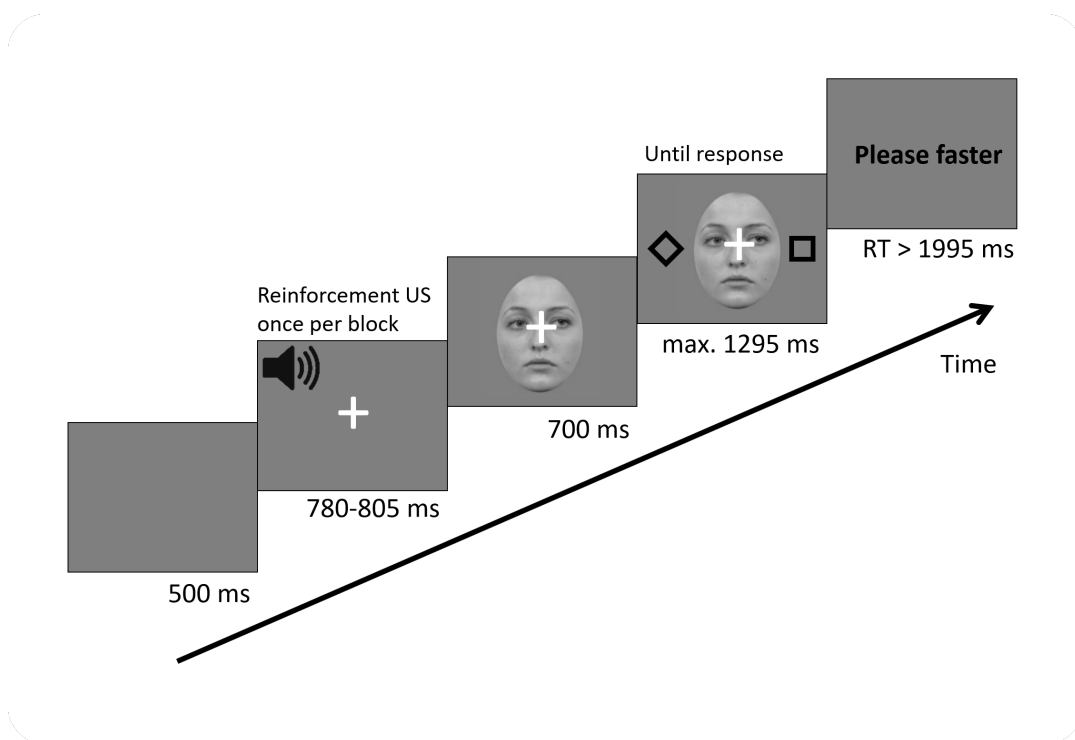 Please faster
Until response
RT > 1995 ms
Reinforcement US
once per block
max. 1295 ms
Time
700 ms
780-805 ms
500 ms